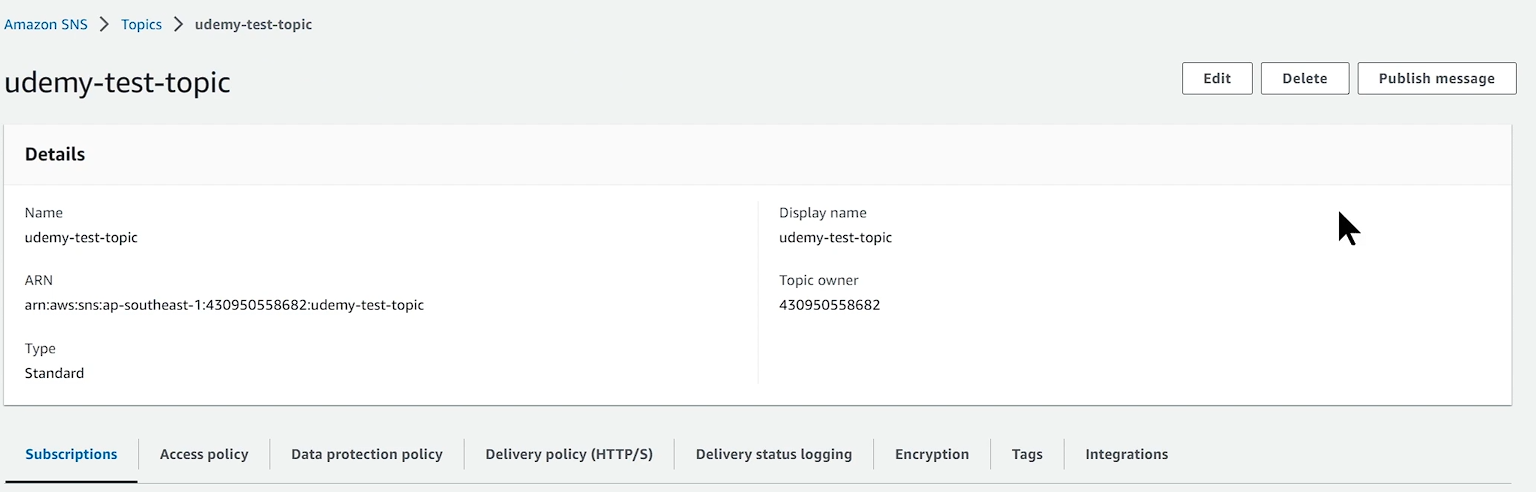 Amazon SNS > Topics > udemy-test-topic
udemy-test-topic
Edit
Delete
Publish message
Details
Name
udemy-test-topic
ARN
arn:aws:sns:ap-southeast-1:430950558682:udemy-test-topic
Type
Standard
Display name
udemy-test-topic
Topic owner
430950558682
Subscriptions
Access policy
Data protection policy
Delivery policy (HTTP/S)
Delivery status logging
Encryption
Tags
Integrations